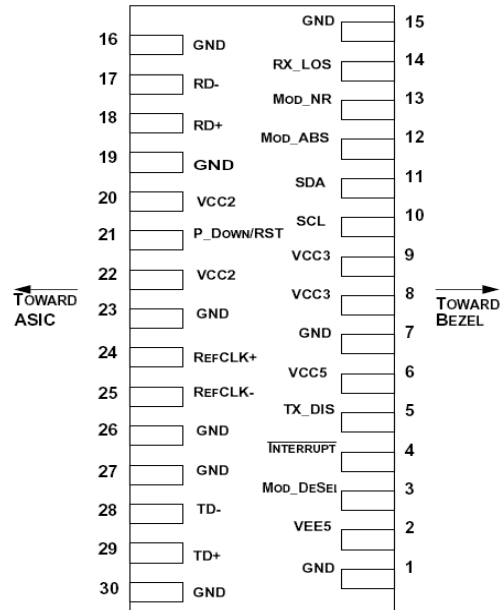 15 GND
16 GND
14 RX_LOS
17 RD-
13 MOD_NR
18 RD+
12 MOD_ABS
19 GND
11 SDA
20 VCC2
10 SCL
21 P_DOWN/RST
9 VCC3
22 VCC2
8 VCC3
TOWARD ASIC
TOWARD BEZEL
23 GND
7 GND
24 REFCLK+
6 VCC5
25 REFCLK-
5 TX_DIS
26 GND
4 INTERRUPT
27 GND
3 MOD_DESEL
28 TD-
2 VEE5
29 TD+
1 GND
30 GND